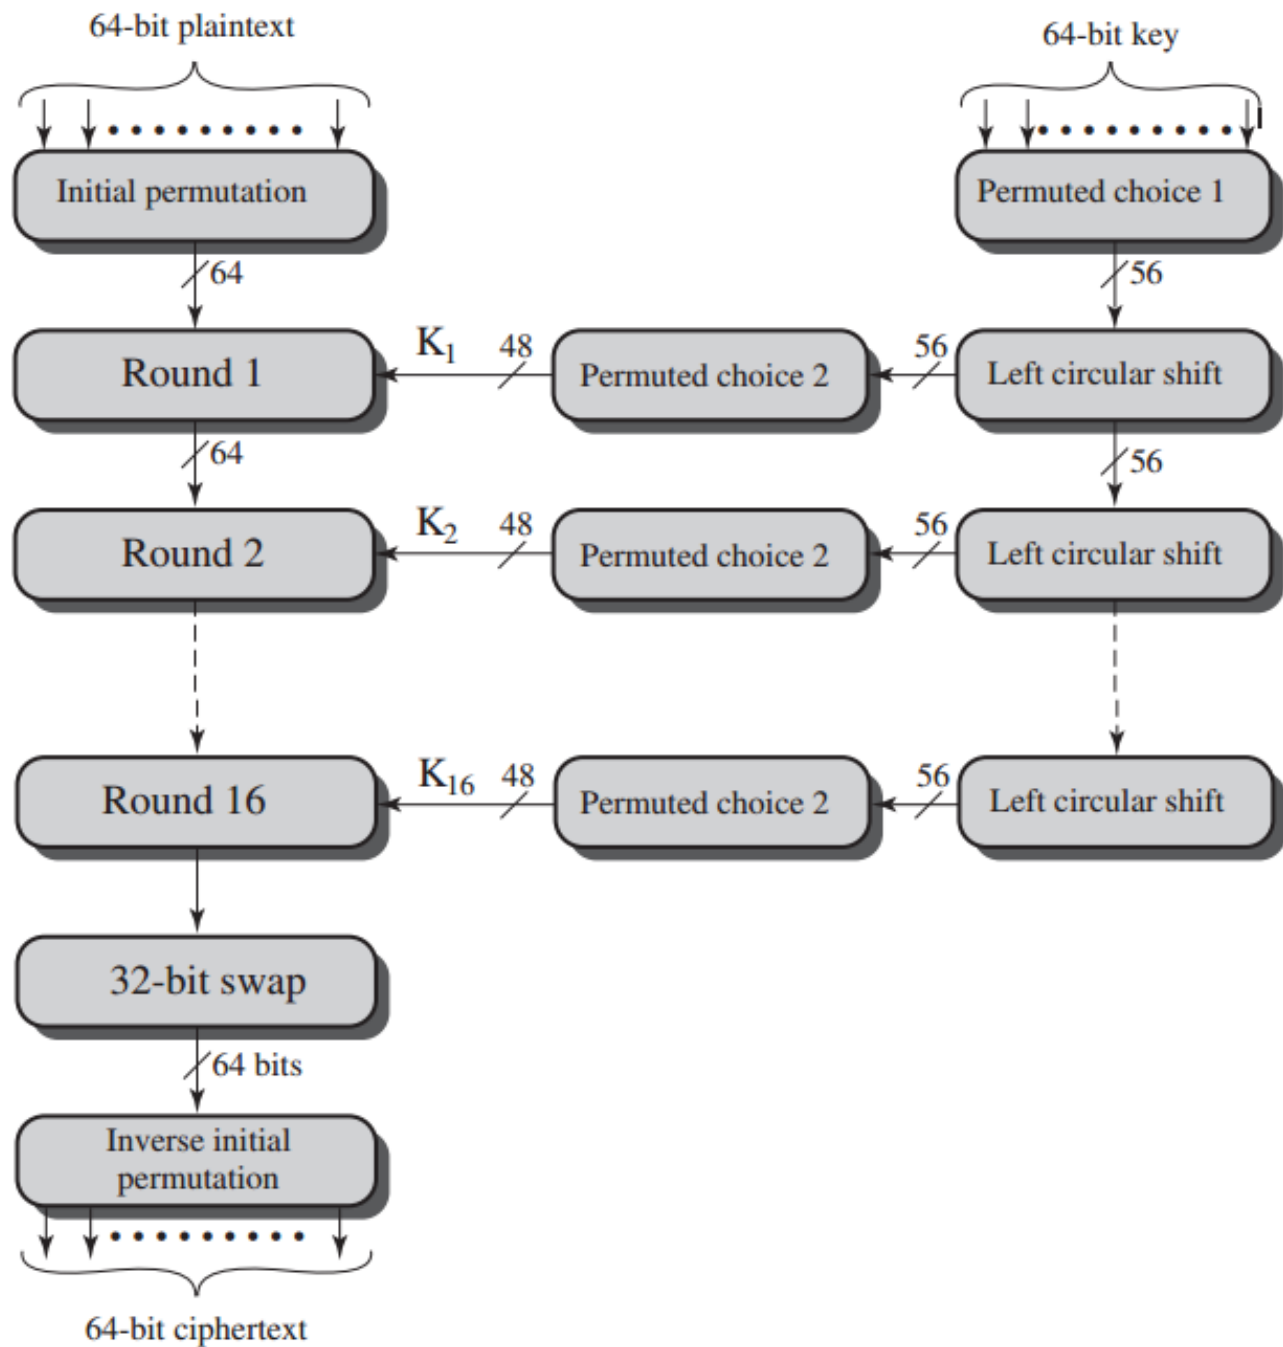 64-bit plaintext
64-bit key
Initial permutation
Permuted choice 1
64
56
Round 1
K1
48
Permuted choice 2
56
Left circular shift
64
56
Round 2
K2
48
Permuted choice 2
56
Left circular shift
Round 16
K16
48
Permuted choice 2
56
Left circular shift
32-bit swap
64 bits
Inverse initial
permutation
64-bit ciphertext